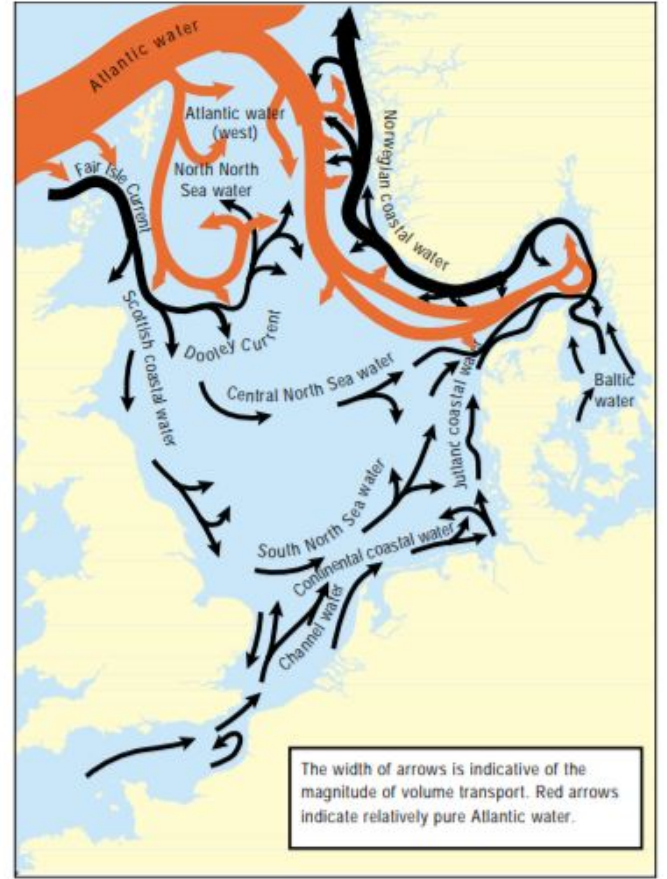 Atlantic water
Atlantic water
(west)
North North
Sea water
Fair Isle Current
Norwegian coastal water
Scottish coastal water
Dooley Current
Central North Sea water
Jutlanc coastal water
Baltic
water
South North Sea water
Continental coastal water
Channel water
The width of arrows is indicative of the
magnitude of volume transport. Red arrows
indicate relatively pure Atlantic water.